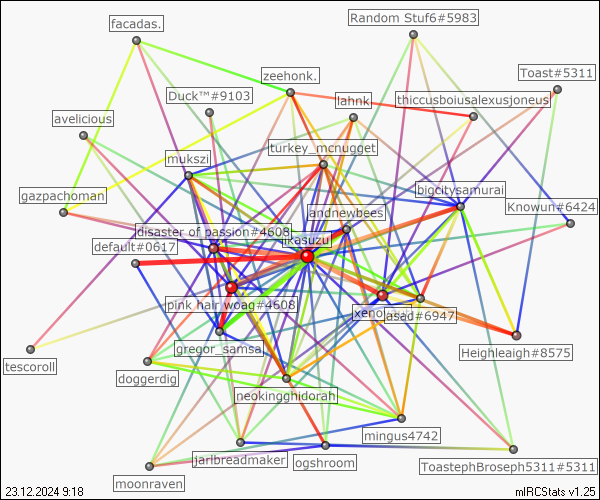 facadas.
Random Stuf6#5983
zeehonk.
Toast#5311
Duck™#9103
lahnk
thiccusboiusalexusjoneus
avelicious
turkey_mcnugget
mukszi
bigcitysamurai
gazpachoman
andnewbees
Knowun#6424
disaster of passion#4608
ikasuzu
default#0617
pink hair woag#4608
asad#6947
gregor_samsa
Heighleaigh#8575
tescoroll
doggerdig
neokingghidorah
mingus4742
jarlbreadmaker
ogshroom
ToastephBroseph5311#5311
moonraven
23.12.2024 9:18
mIRCStats v1.25